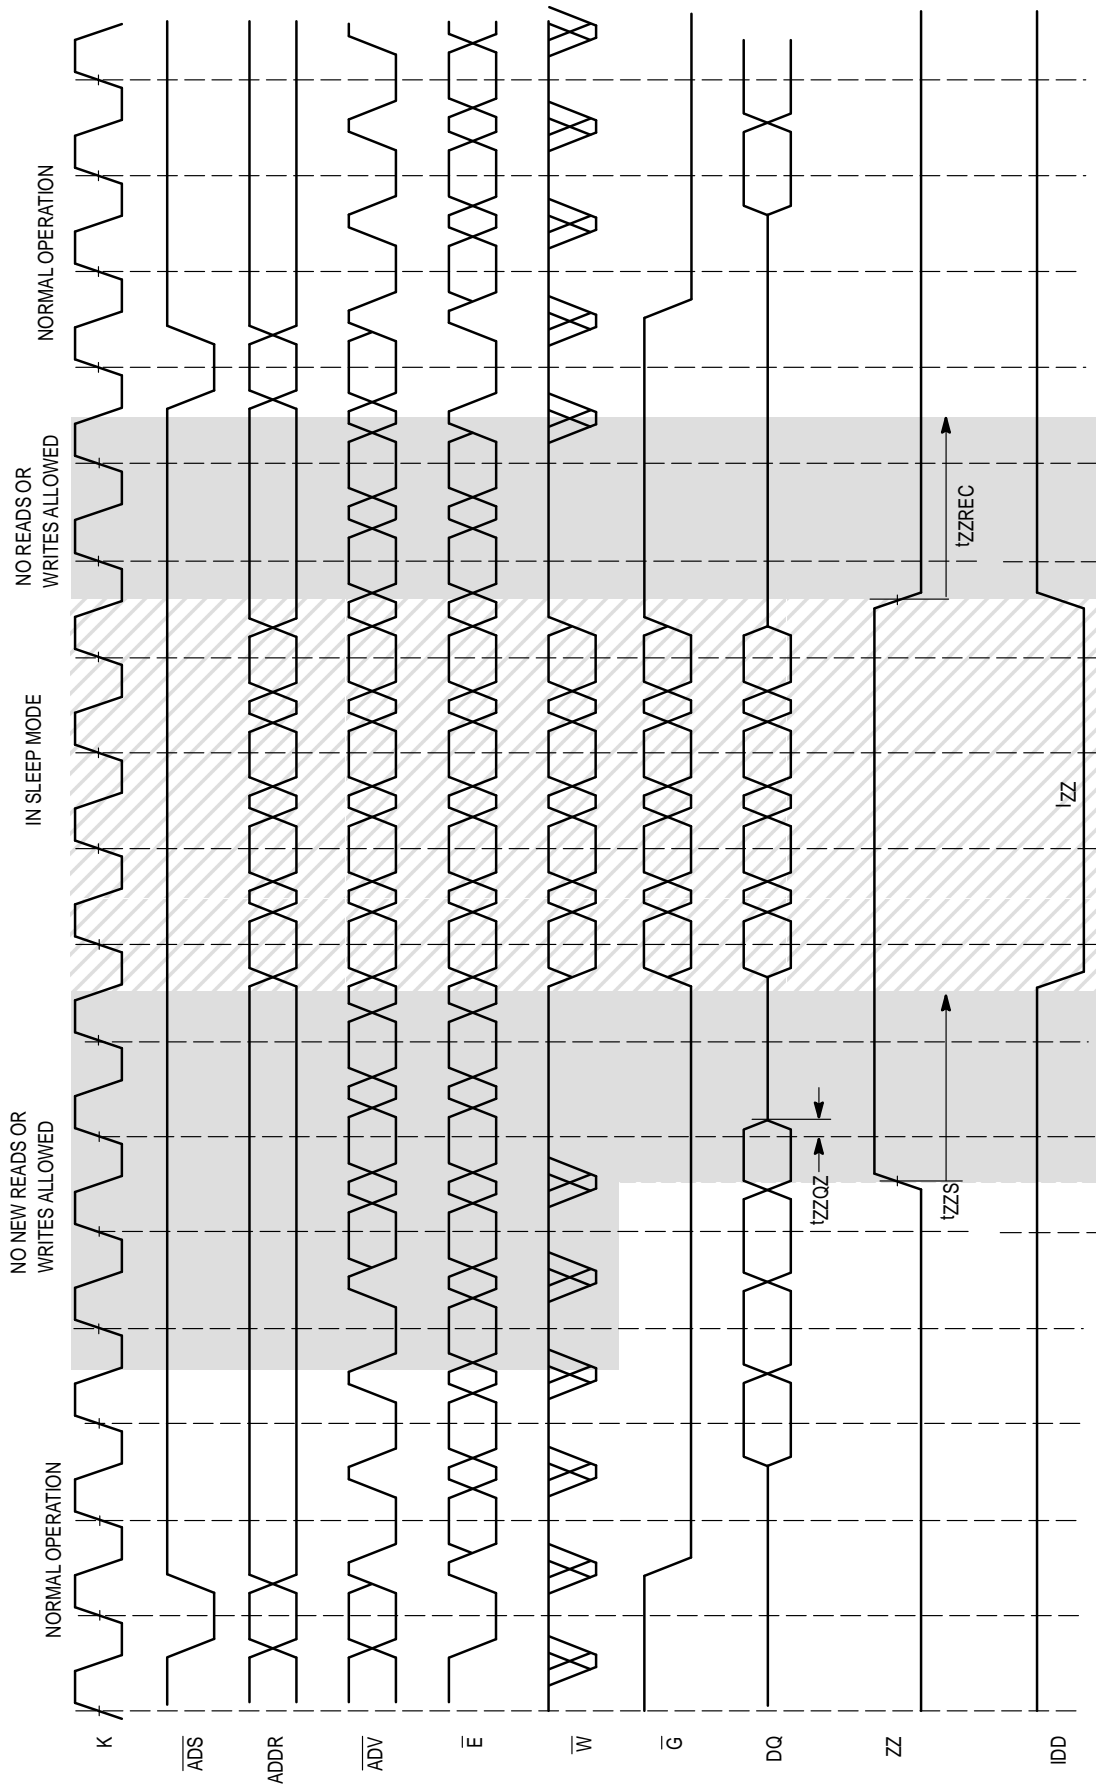 NORMAL OPERATION
NO NEW READS OR
WRITES ALLOWED
IN SLEEP MODE
NO READS OR
WRITES ALLOWED
NORMAL OPERATION
K
ADS
ADDR
ADV
E
W
G
DQ
tZZQZ
ZZ
tZZS
tZZREC
IDD
IZZ